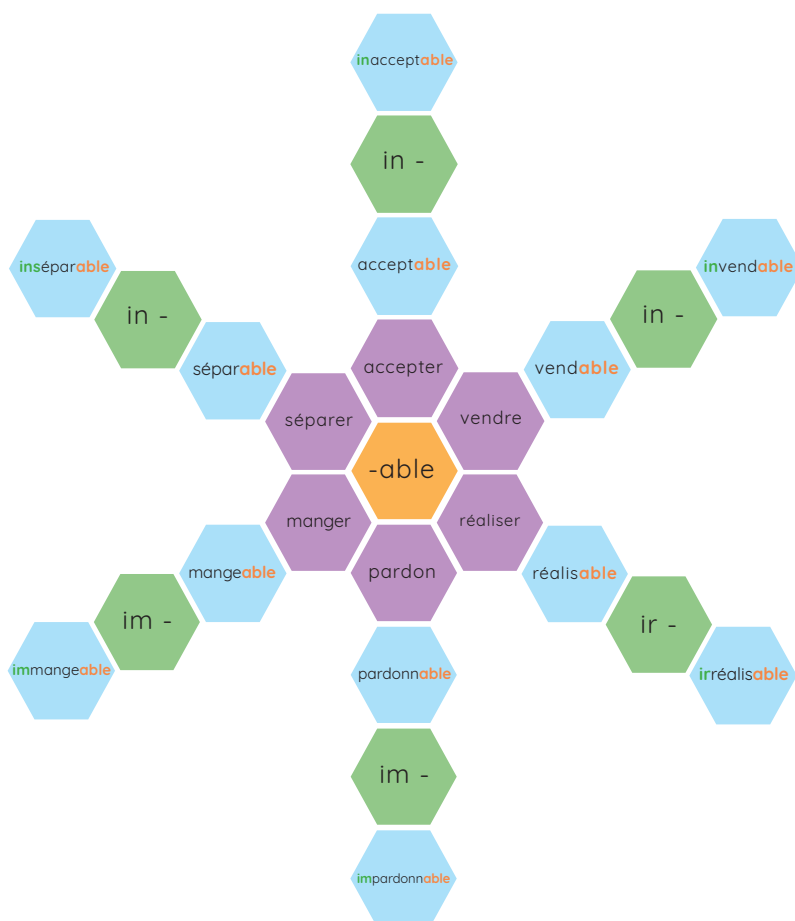 inacceptable
in -
acceptable
inséparable
in -
séparable
accepter
vendable
in -
invendable
séparer
vendre
-able
manger
réaliser
pardon
mangeable
im -
immangeable
réalisable
ir -
irréalisable
pardonnable
im -
impardonnable